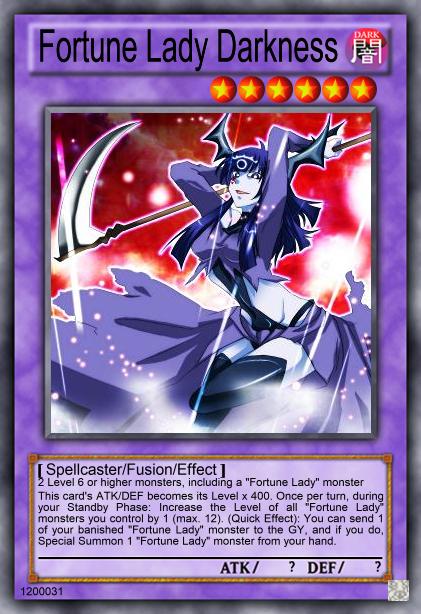 Fortune Lady Darkness
DARK
闇
[ Spellcaster/Fusion/Effect ]
2 Level 6 or higher monsters, including a "Fortune Lady" monster
This card's ATK/DEF becomes its Level x 400. Once per turn, during
your Standby Phase: Increase the Level of all "Fortune Lady"
monsters you control by 1 (max. 12). (Quick Effect): You can send 1
of your banished "Fortune Lady" monster to the GY, and if you do,
Special Summon 1 "Fortune Lady" monster from your hand.
ATK/ ? DEF/ ?
1200031